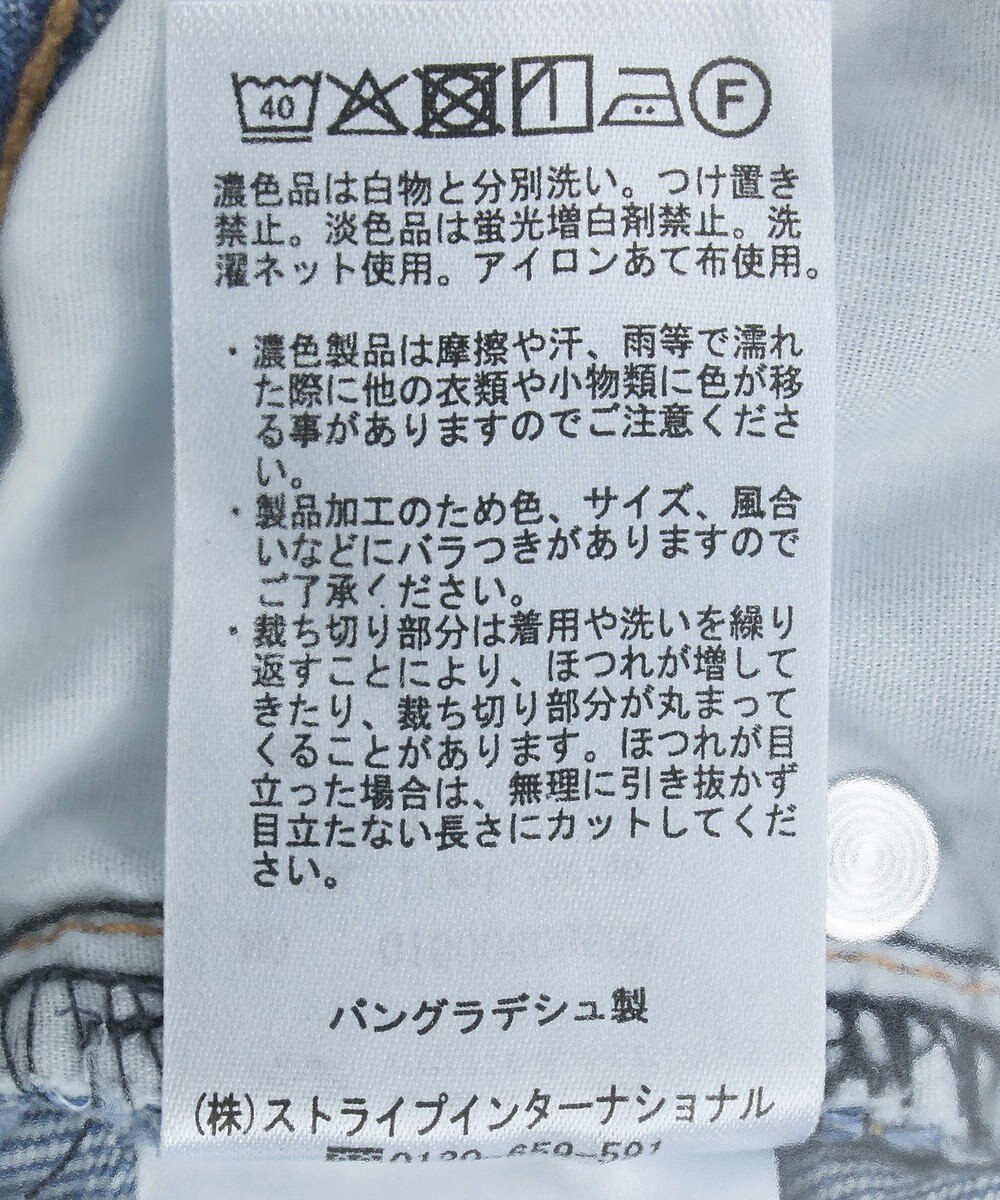 40 F
濃色品は白物と分別洗い。つけ置き
禁止。淡色品は蛍光増白剤禁止。洗
濯ネット使用。アイロンあて布使用。
・濃色製品は摩擦や汗、雨等で濡れ
た際に他の衣類や小物類に色が移
る事がありますのでご注意くださ
い。
・製品加工のため色、サイズ、風合
いなどにバラつきがありますので
ご了承ください。
・裁ち切り部分は着用や洗いを繰り
返すことにより、ほつれが増して
きたり、裁ち切り部分が丸まって
くることがあります。ほつれが目
立った場合は、無理に引き抜かず
目立たない長さにカットしてくだ
さい。
バングラデシュ製
(株)ストライプインターナショナル
0120-659-591